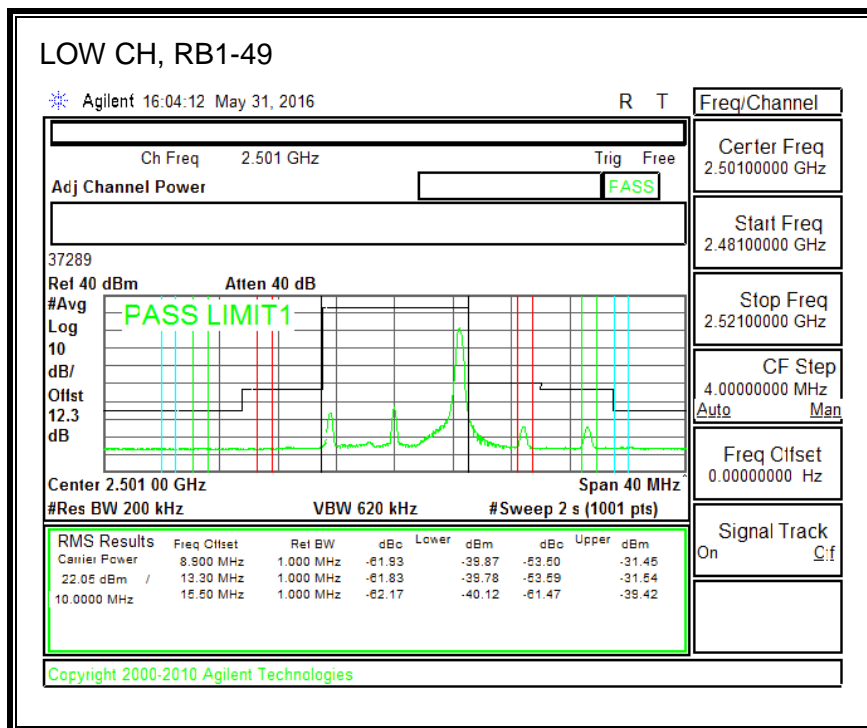 LOW CH, RB1-49
Agilent 16:04:12 May 31, 2016 R T
Freq/Channel
Ch Freq 2.501 GHz Trig Free
Adj Channel Power PASS
Center Freq
2.50100000 GHz
Start Freq
2.48100000 GHz
Stop Freq
2.52100000 GHz
CF Step
4.00000000 MHz
Auto Man
Freq Offset
0.00000000 Hz
Signal Track
On Off
37289
Ref 40 dBm Atten 40 dB
#Avg
Log
10
dB/
Offst
12.3
dB
PASS LIMIT1
Center 2.501 00 GHz Span 40 MHz
#Res BW 200 kHz VBW 620 kHz #Sweep 2 s (1001 pts)
RMS Results Freq Offset Ref BW dBc Lower dBm dBc Upper dBm
Carrier Power 8.900 MHz 1.000 MHz -61.93 -39.87 -53.50 -31.45
22.05 dBm / 13.30 MHz 1.000 MHz -61.83 -39.78 -53.59 -31.54
10.0000 MHz 15.50 MHz 1.000 MHz -62.17 -40.12 -61.47 -39.42
Copyright 2000-2010 Agilent Technologies